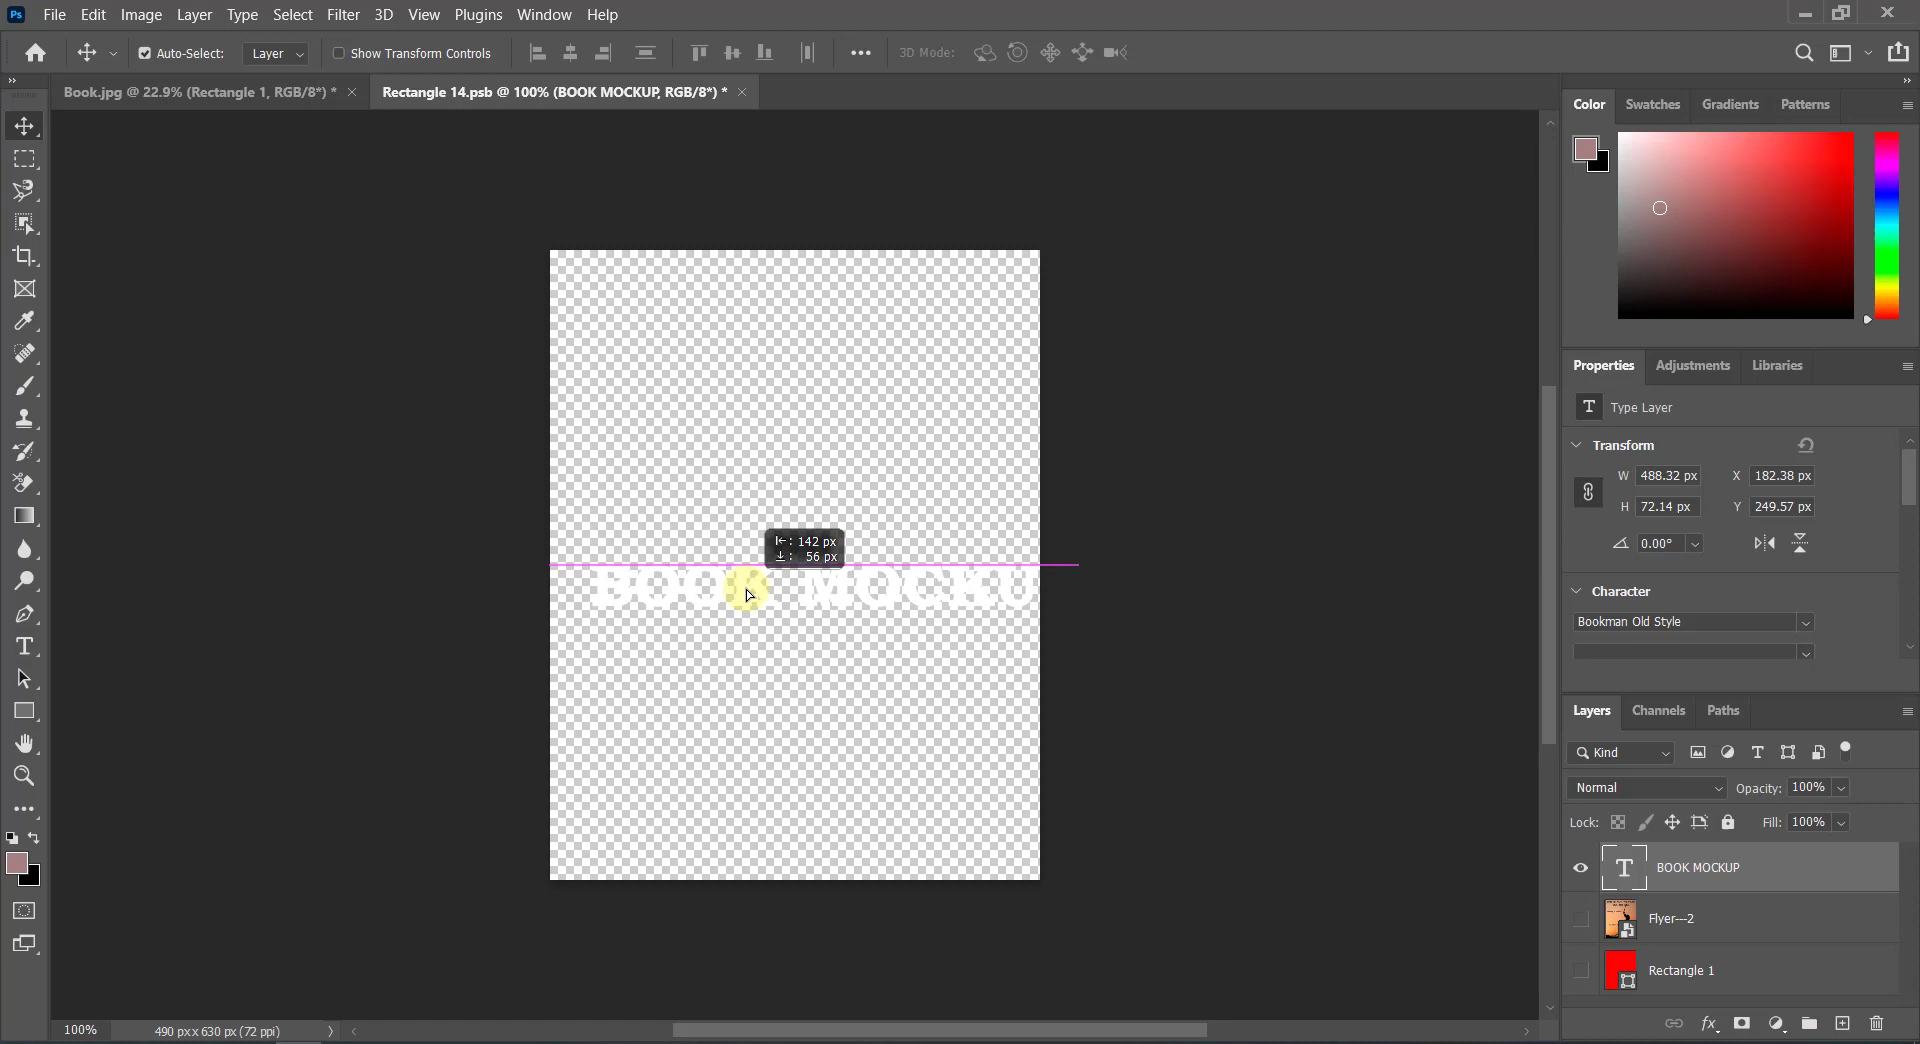 Ps File Edit Image Layer Type Select Filter 3D View Plugins Window Help
Auto-Select: Layer Show Transform Controls 3D Mode:
Book.jpg @ 22.9% (Rectangle 1, RGB/8*) * Rectangle 14.psb @ 100% (BOOK MOCKUP, RGB/8*) *
Color Swatches Gradients Patterns
Properties Adjustments Libraries
T Type Layer
Transform
W 488.32 px X 182.38 px
H 72.14 px Y 249.57 px
0.00°
Character
Bookman Old Style
142 px
56 px
BOOK MOCKU
Layers Channels Paths
Kind
Normal Opacity: 100%
Lock: Fill: 100%
T BOOK MOCKUP
Flyer---2
Rectangle 1
fx
100% 490 px x 630 px (72 ppi)